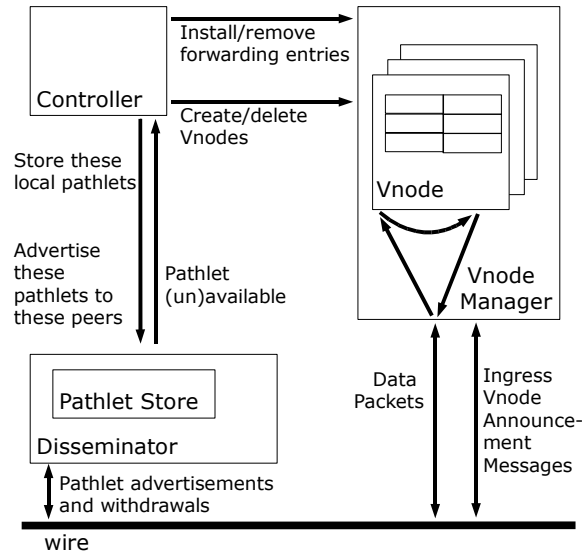 Install/remove
forwarding entries
Controller
Create/delete
Vnodes
Vnode
Store these
local pathlets
Advertise
these
pathlets to
these peers
Pathlet
(un)available
Vnode
Manager
Pathlet Store
Disseminator
Data
Packets
Ingress
Vnode
Announce-
ment
Messages
Pathlet advertisements
and withdrawals
wire